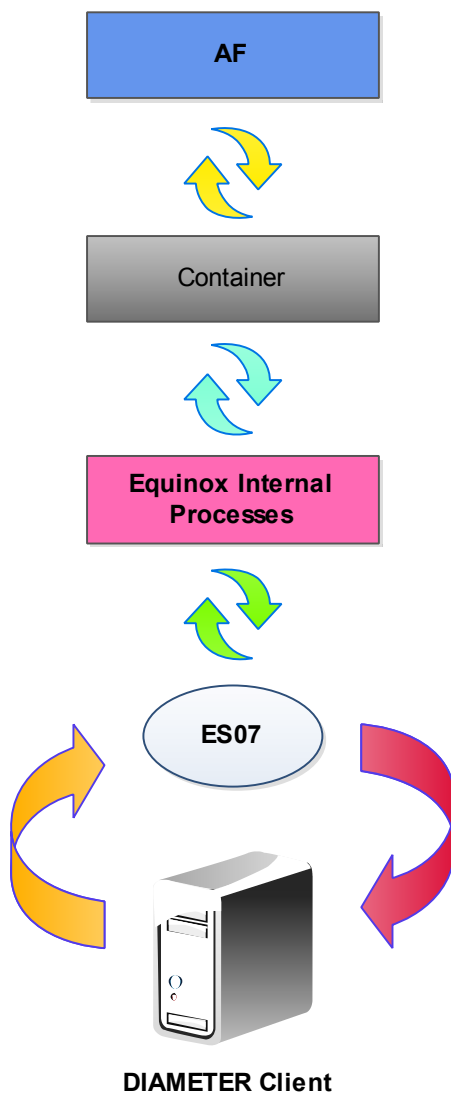 AF
Container
Equinox Internal
Processes
ES07
DIAMETER Client